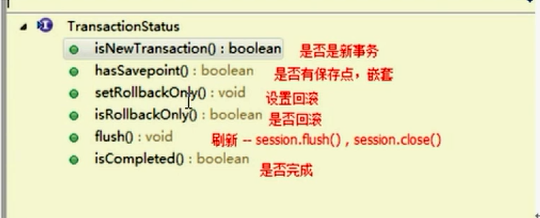 TransactionStatus
isNewTransaction() : boolean 是否是新事务
hasSavepoint() : boolean 是否有保存点，嵌套
setRollbackOnly() : void 设置回滚
isRollbackOnly() : boolean 是否回滚
flush() : void 刷新 -- session.flush() , session.close()
isCompleted() : boolean 是否完成